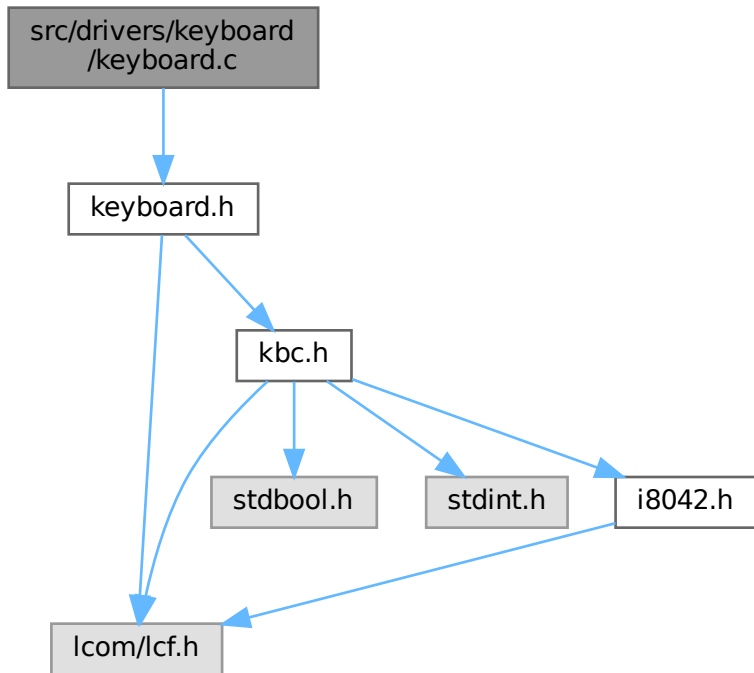 src/drivers/keyboard
/keyboard.c
keyboard.h
kbc.h
stdbool.h
stdint.h
i8042.h
lcom/lcf.h